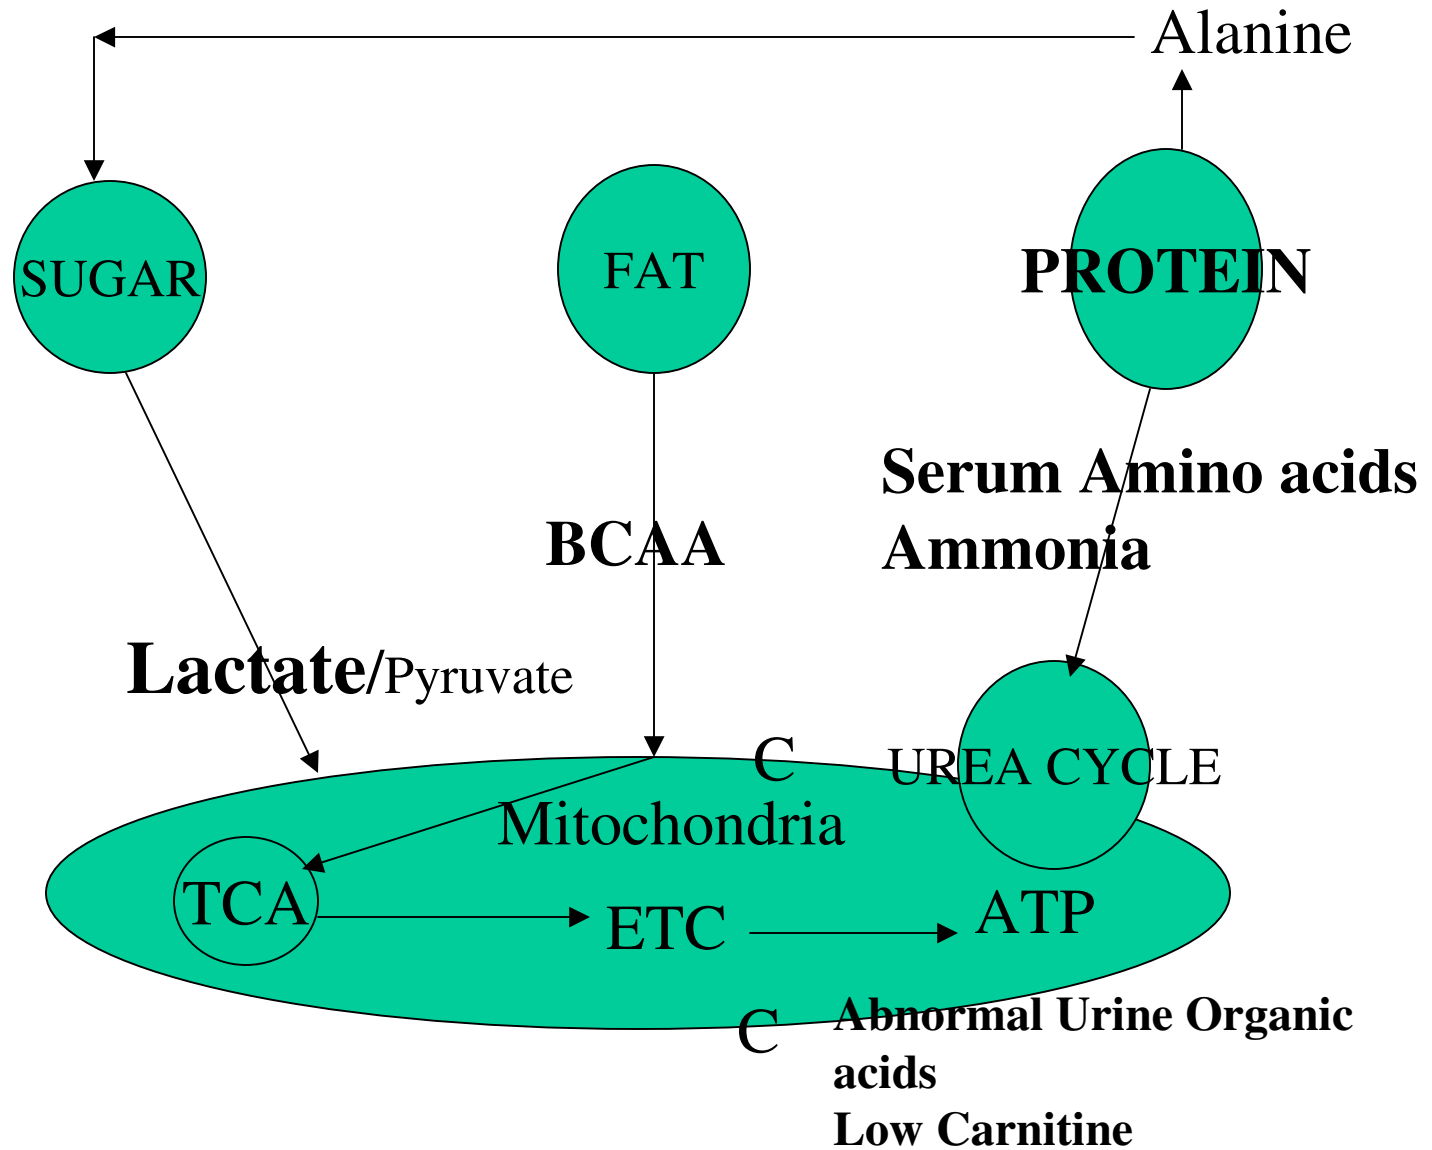 Alanine
SUGAR
FAT
PROTEIN
Serum Amino acids
Ammonia
BCAA
Lactate/Pyruvate
C
UREA CYCLE
Mitochondria
TCA
ETC
ATP
C
Abnormal Urine Organic
acids
Low Carnitine